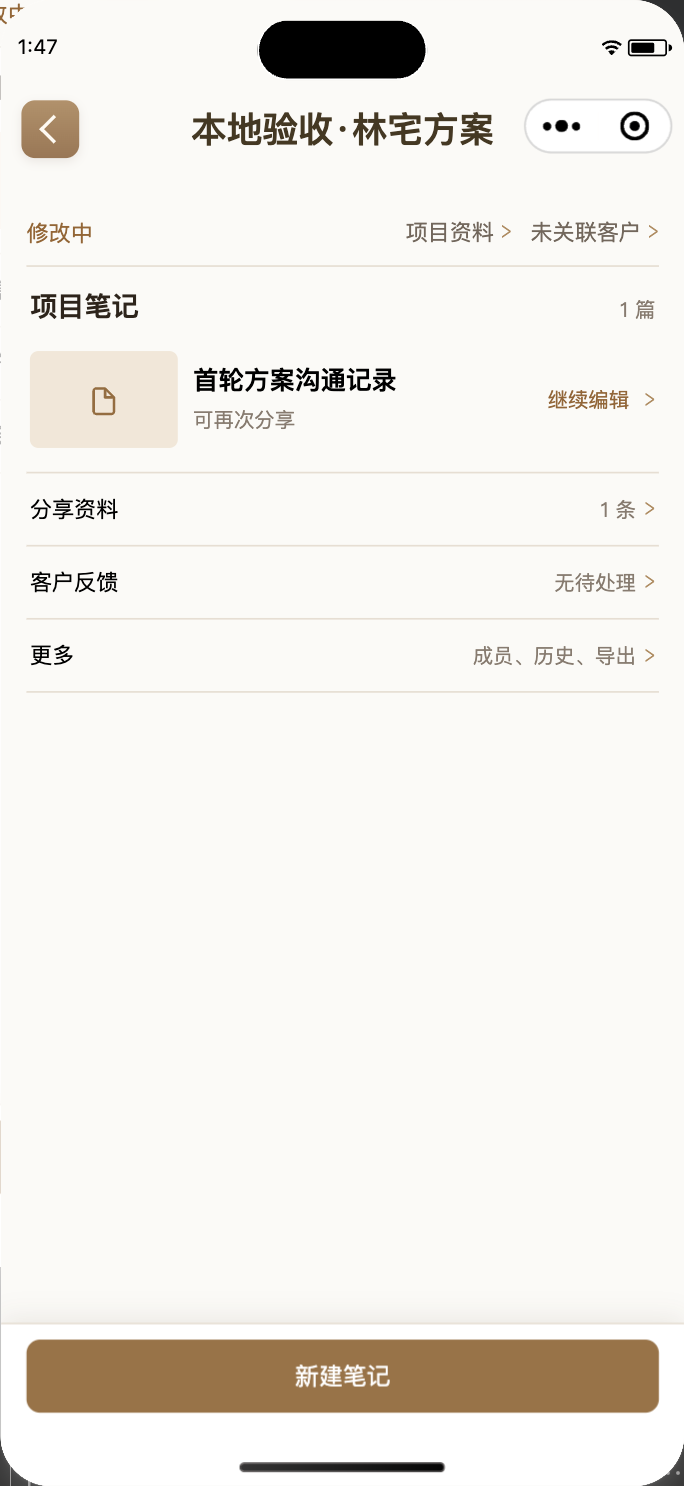 1:47
本地验收·林宅方案
修改中 项目资料 > 未关联客户 >
项目笔记 1 篇
首轮方案沟通记录
可再次分享
继续编辑 >
分享资料 1 条 >
客户反馈 无待处理 >
更多 成员、历史、导出 >
新建笔记